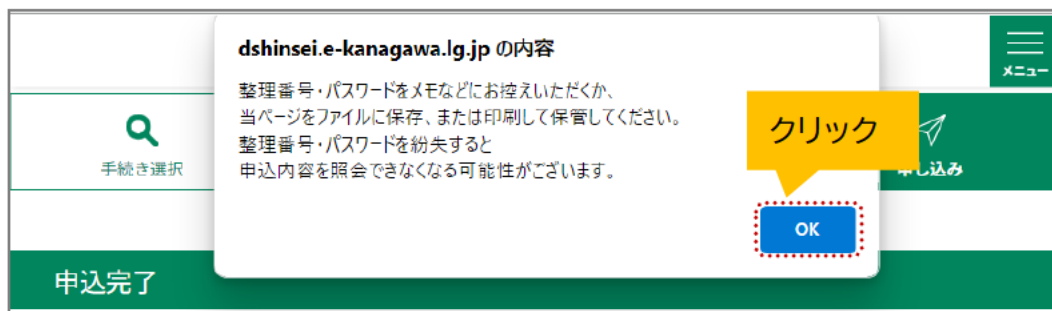 dshinsei.e-kanagawa.lg.jp の内容
メニュー
整理番号・パスワードをメモなどにお控えいただくか、
当ページをファイルに保存、または印刷して保管してください。
整理番号・パスワードを紛失すると
申込内容を照会できなくなる可能性がございます。
クリック
手続き選択
申し込み
OK
申込完了